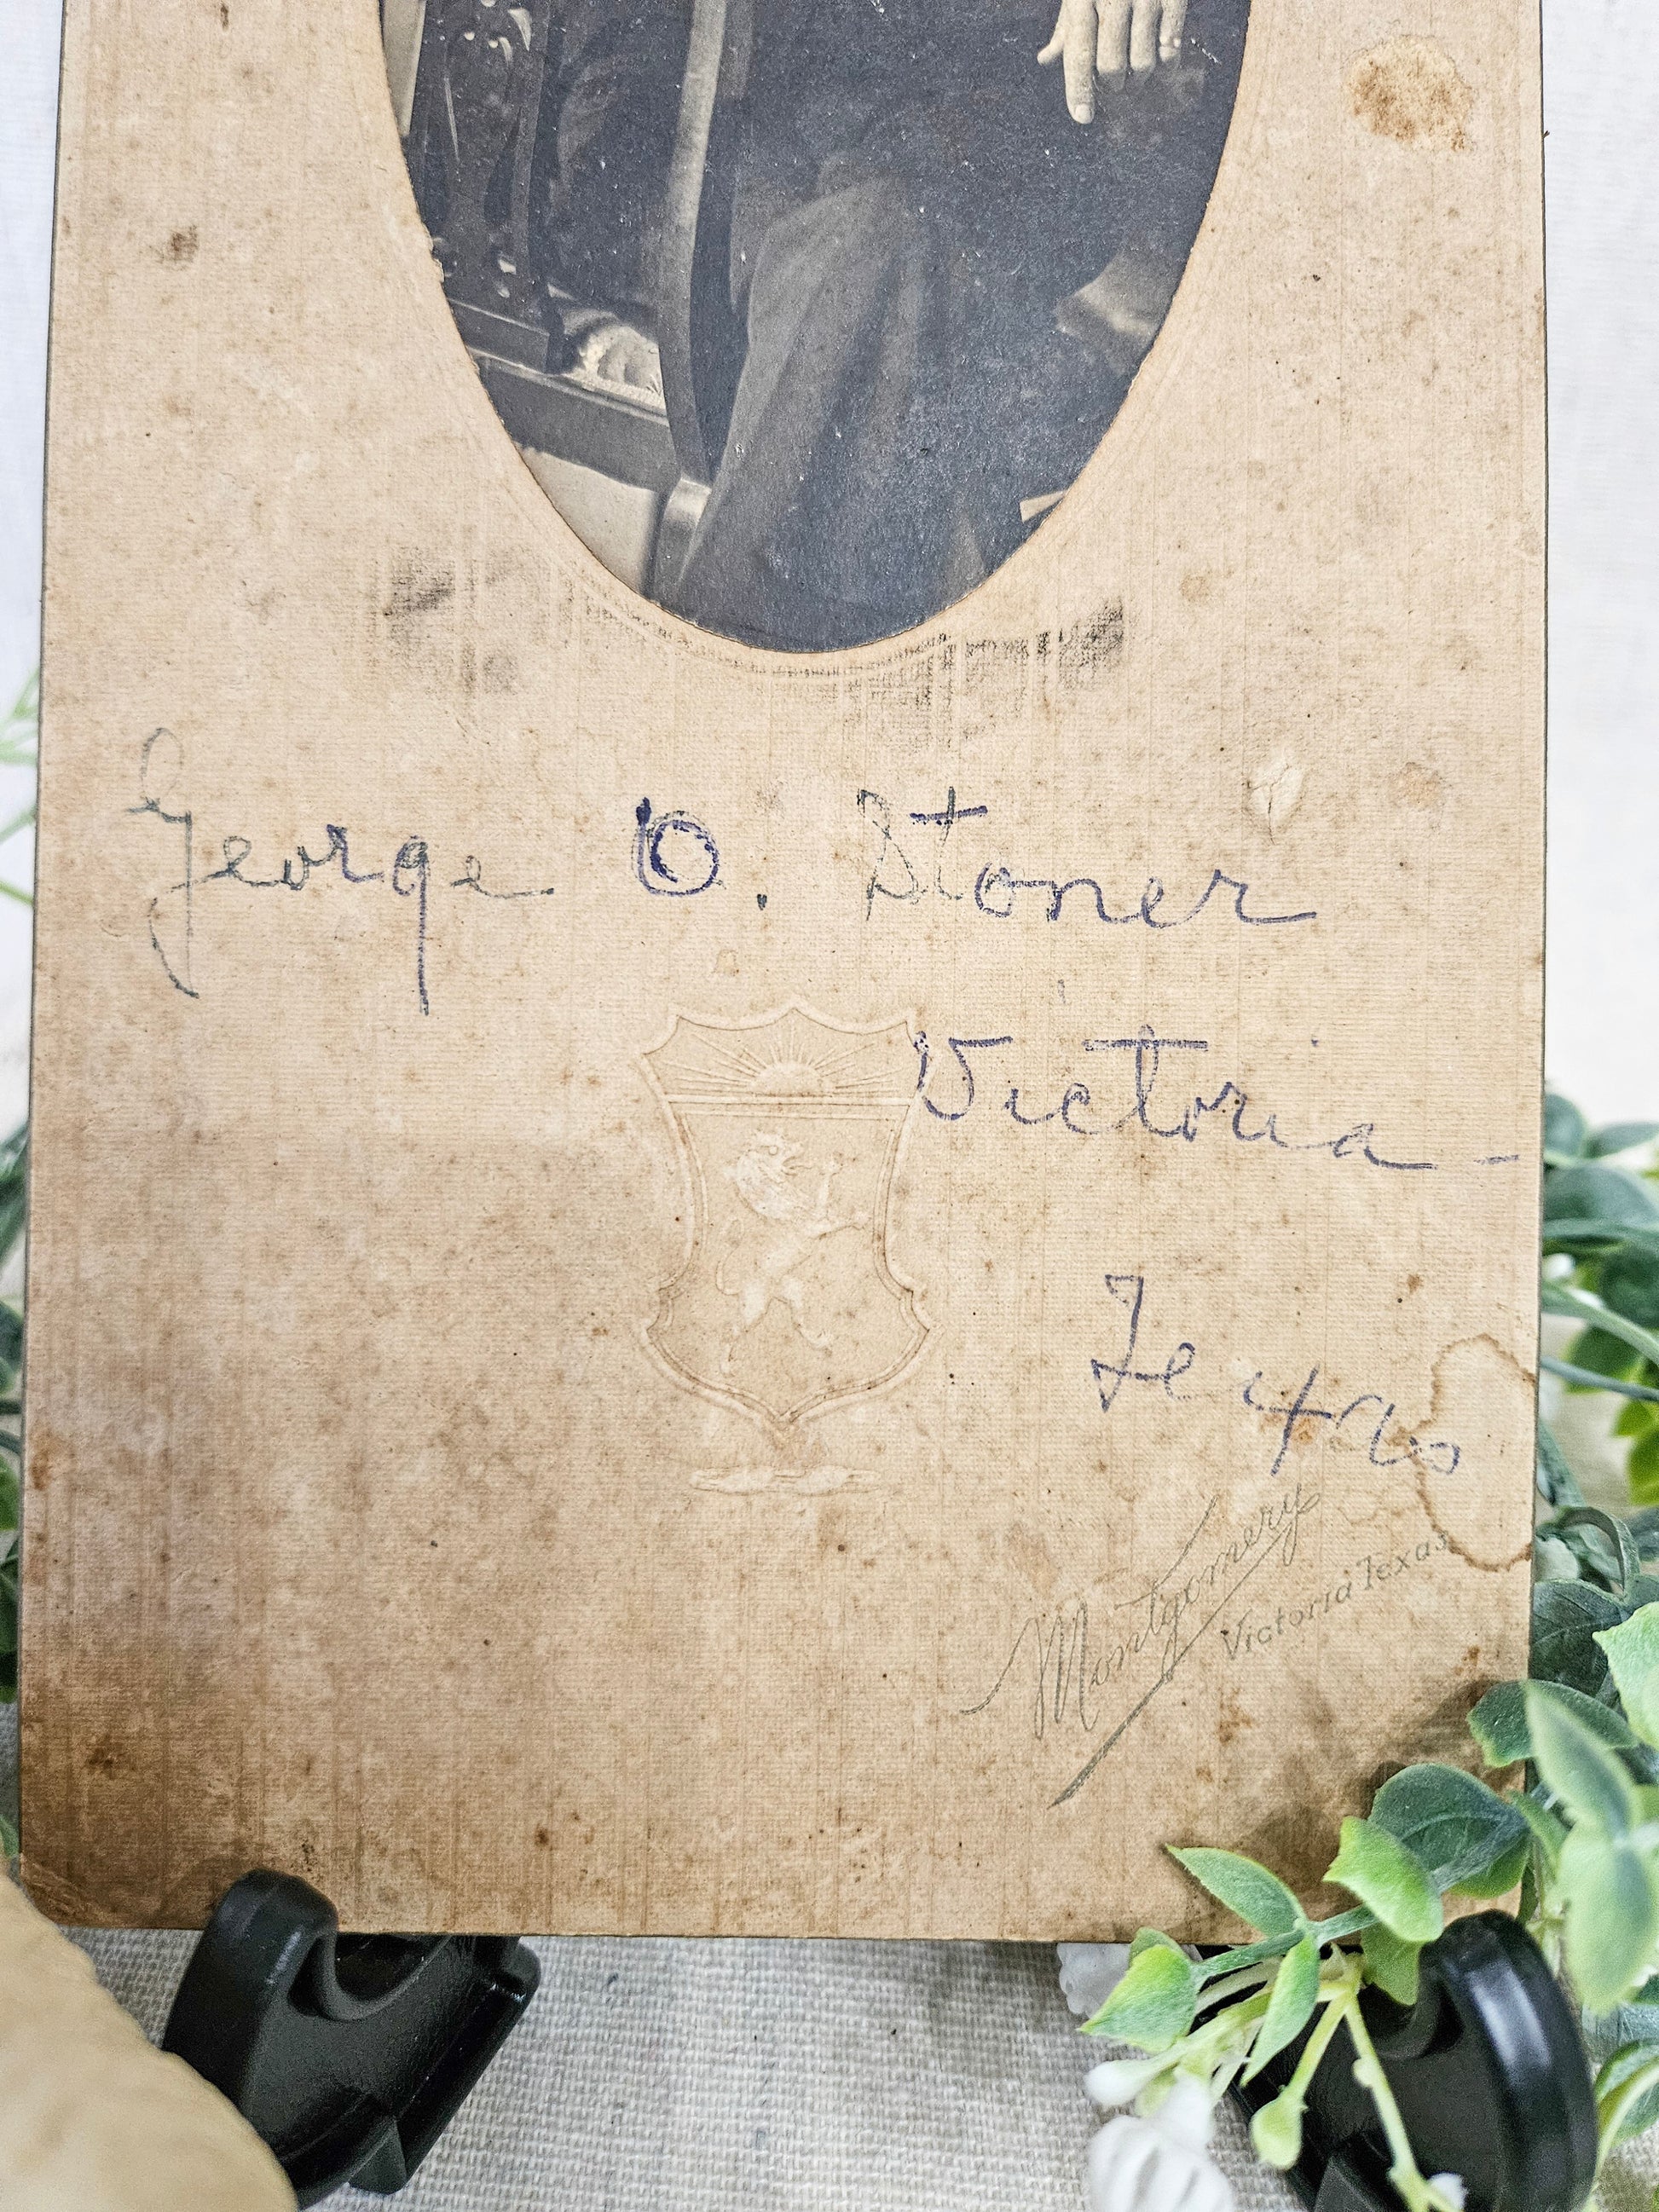 George O. Stoner
Victoria -
Texas
Montgomery
Victoria Texas